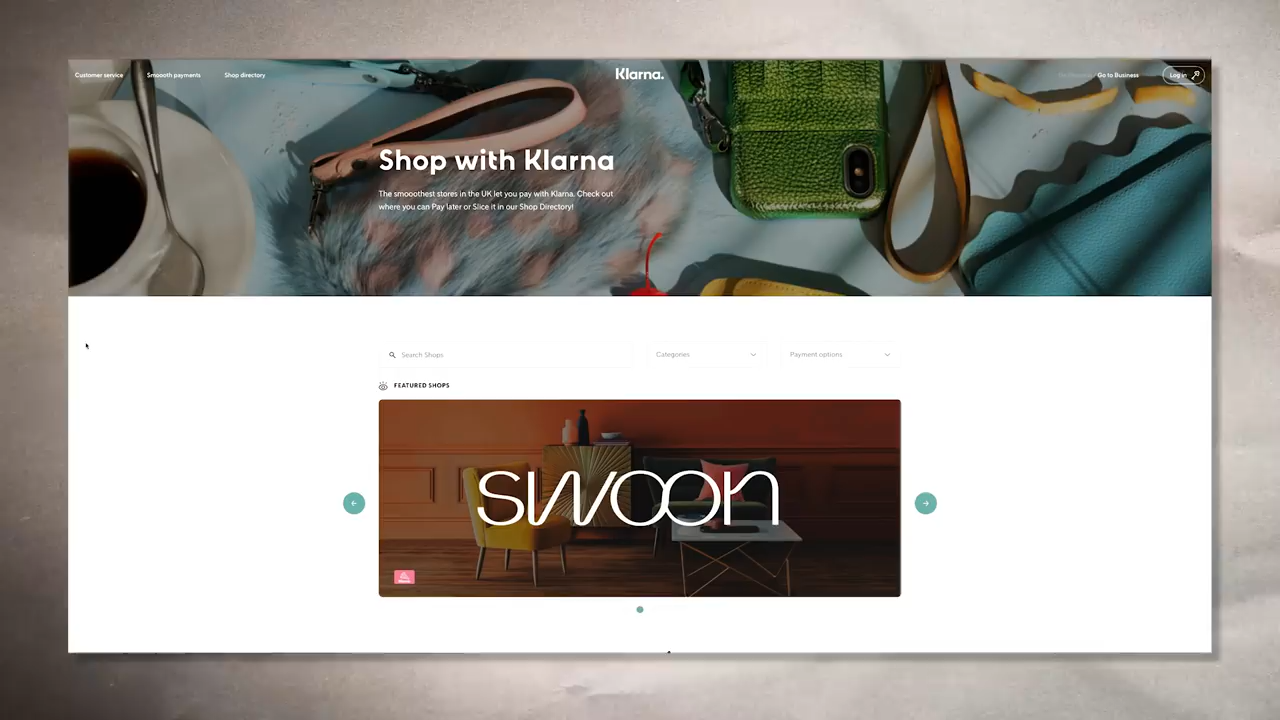 Customer service
Smoooth payments
Shop directory
Klarna.
Go to Business
Log in
Shop with Klarna
The smooothest stores in the UK let you pay with Klarna. Check out
where you can Pay later or Slice it in our Shop Directory!
Search Shops
Categories
Payment options
FEATURED SHOPS
swoon